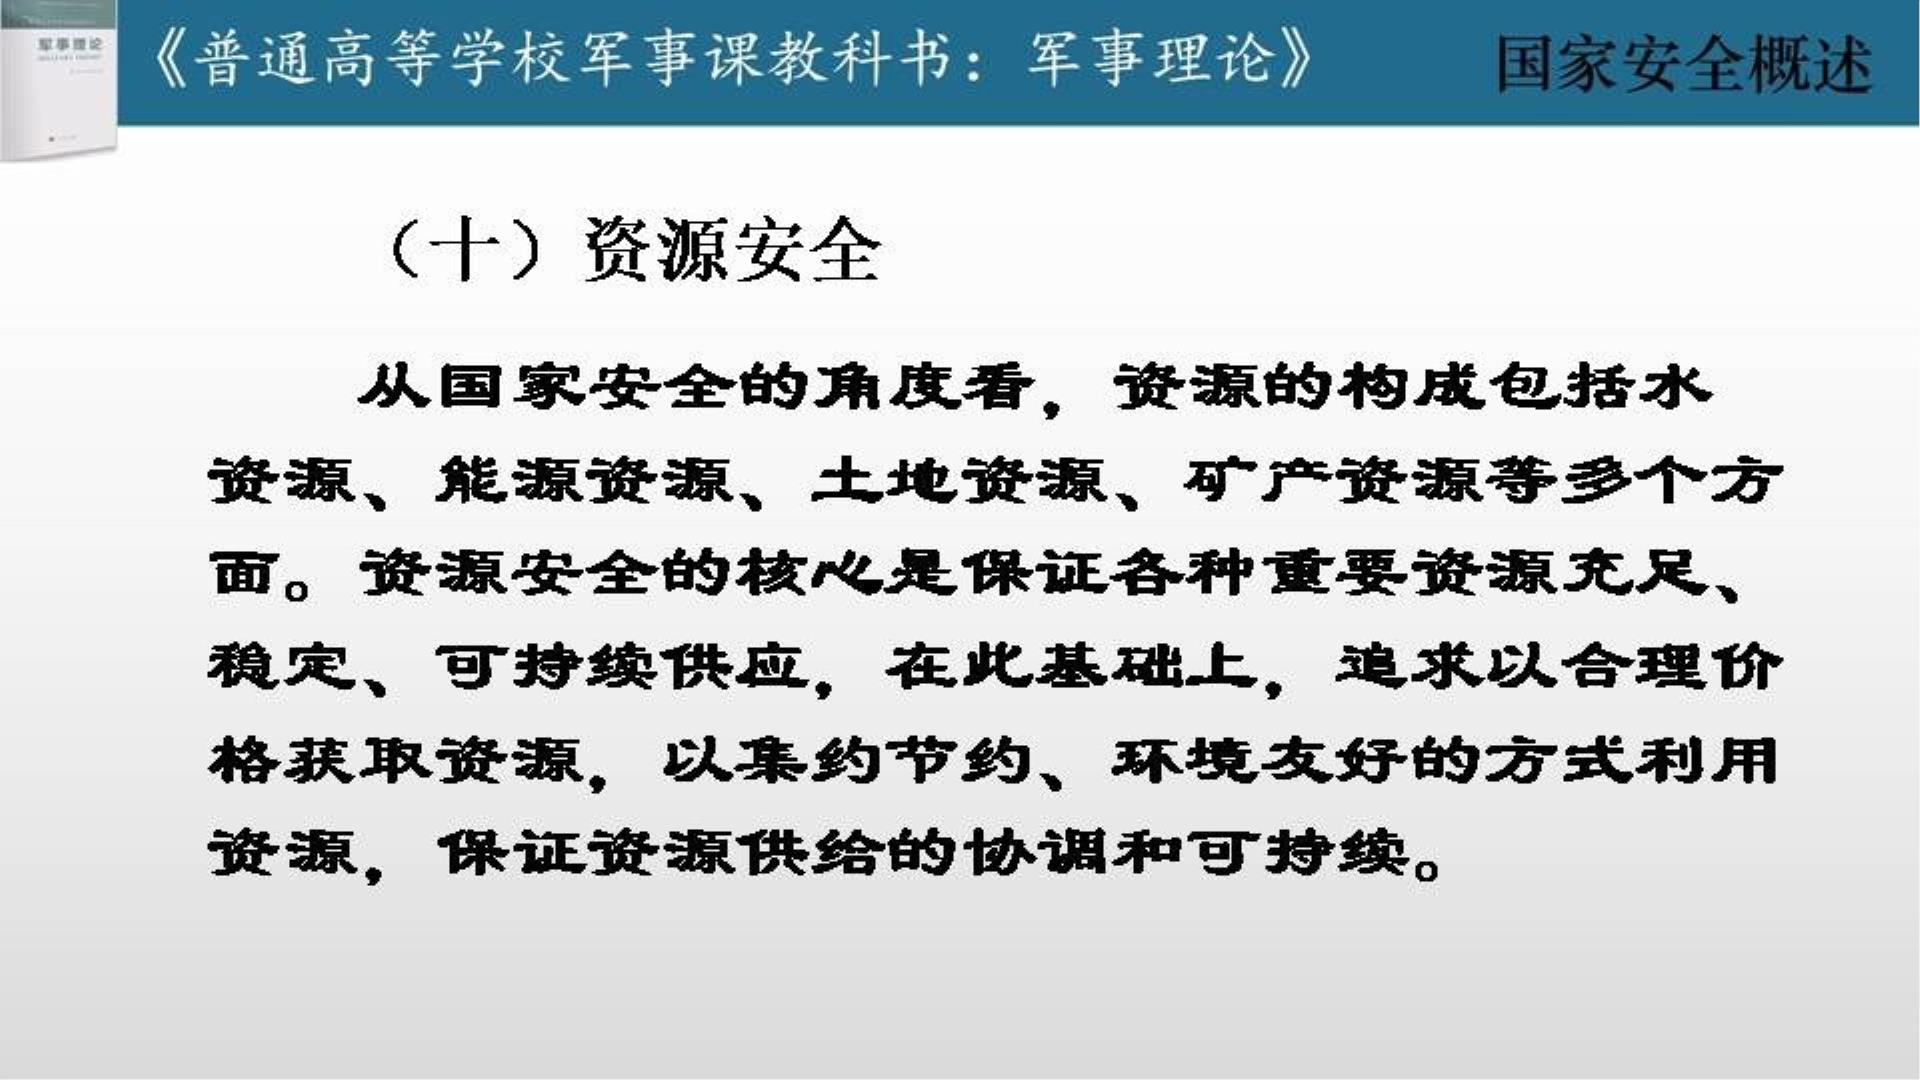 军事理论
《普通高等学校军事课教科书：军事理论》
国家安全概述
（十）资源安全
从国家安全的角度看，资源的构成包括水
资源、能源资源、土地资源、矿产资源等多个方
面。资源安全的核心是保证各种重要资源充足、
稳定、可持续供应，在此基础上，追求以合理价
格获取资源，以集约节约、环境友好的方式利用
资源，保证资源供给的协调和可持续。